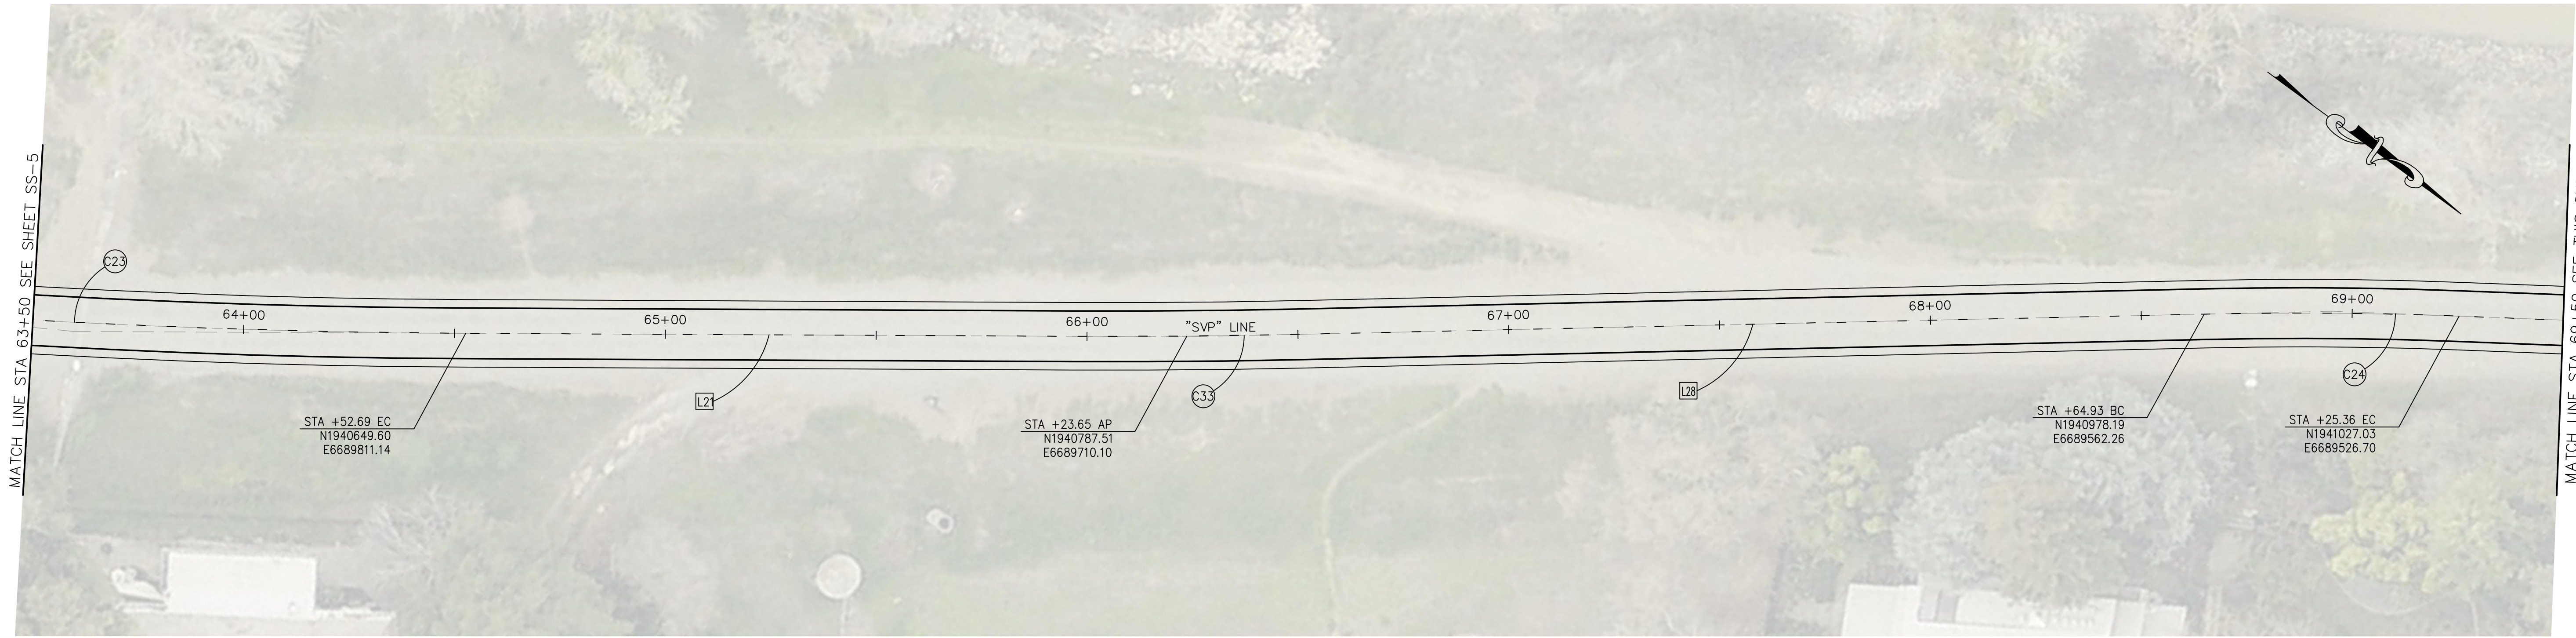 MATCH LINE STA 63+50 SEE SHEET SS-5
C23
64+00
65+00
66+00
"SVP" LINE
67+00
68+00
69+00
STA +52.69 EC
N1940649.60
E6689811.14
L21
STA +23.65 AP
N1940787.51
E6689710.10
C33
L28
STA +64.93 BC
N1940978.19
E6689562.26
C24
STA +25.36 EC
N1941027.03
E6689526.70
MATCH LINE STA 69+50 SEE